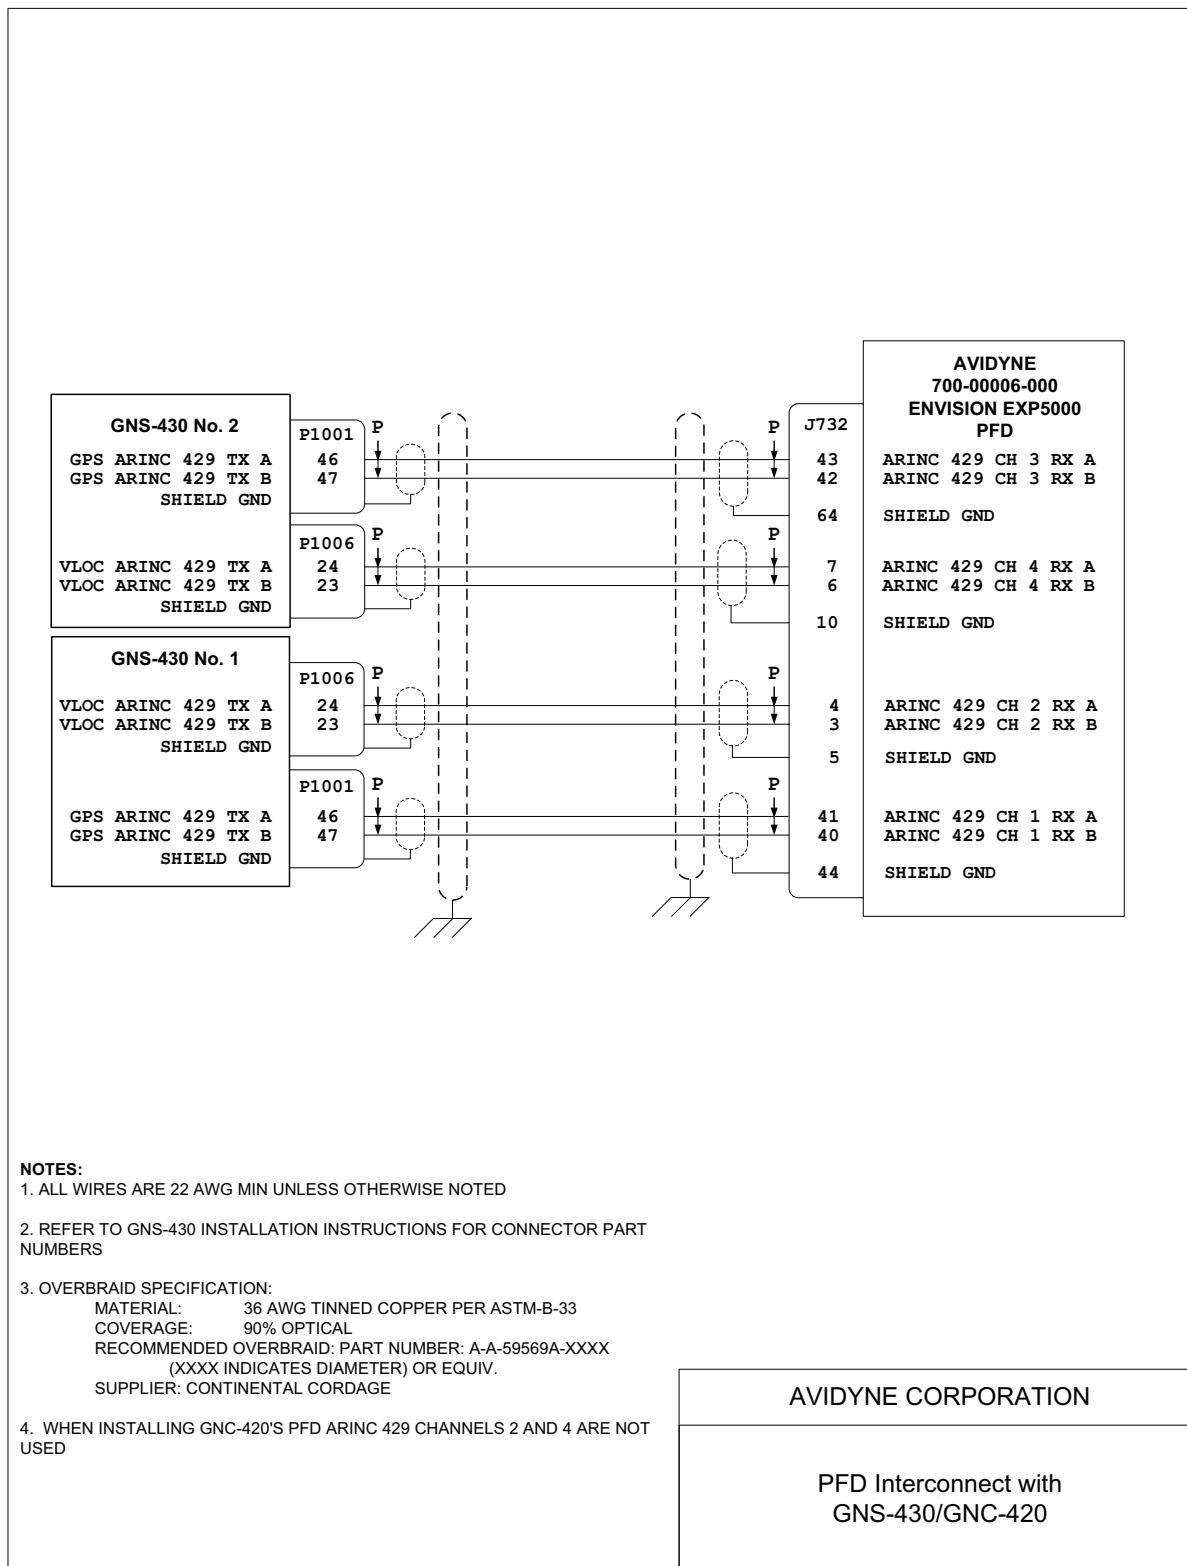 AVIDYNE
700-00006-000
ENVISION EXP5000
PFD
GNS-430 No. 2
P1001 P P J732
GPS ARINC 429 TX A 46 43 ARINC 429 CH 3 RX A
GPS ARINC 429 TX B 47 42 ARINC 429 CH 3 RX B
SHIELD GND
64 SHIELD GND
P1006 P P
VLOC ARINC 429 TX A 24 7 ARINC 429 CH 4 RX A
VLOC ARINC 429 TX B 23 6 ARINC 429 CH 4 RX B
SHIELD GND
10 SHIELD GND
GNS-430 No. 1
P1006 P P
VLOC ARINC 429 TX A 24 4 ARINC 429 CH 2 RX A
VLOC ARINC 429 TX B 23 3 ARINC 429 CH 2 RX B
SHIELD GND
5 SHIELD GND
P1001 P P
GPS ARINC 429 TX A 46 41 ARINC 429 CH 1 RX A
GPS ARINC 429 TX B 47 40 ARINC 429 CH 1 RX B
SHIELD GND
44 SHIELD GND
NOTES:
1. ALL WIRES ARE 22 AWG MIN UNLESS OTHERWISE NOTED
2. REFER TO GNS-430 INSTALLATION INSTRUCTIONS FOR CONNECTOR PART
NUMBERS
3. OVERBRAID SPECIFICATION:
MATERIAL: 36 AWG TINNED COPPER PER ASTM-B-33
COVERAGE: 90% OPTICAL
RECOMMENDED OVERBRAID: PART NUMBER: A-A-59569A-XXXX
(XXXX INDICATES DIAMETER) OR EQUIV.
SUPPLIER: CONTINENTAL CORDAGE
4. WHEN INSTALLING GNC-420'S PFD ARINC 429 CHANNELS 2 AND 4 ARE NOT
USED
AVIDYNE CORPORATION
PFD Interconnect with
GNS-430/GNC-420